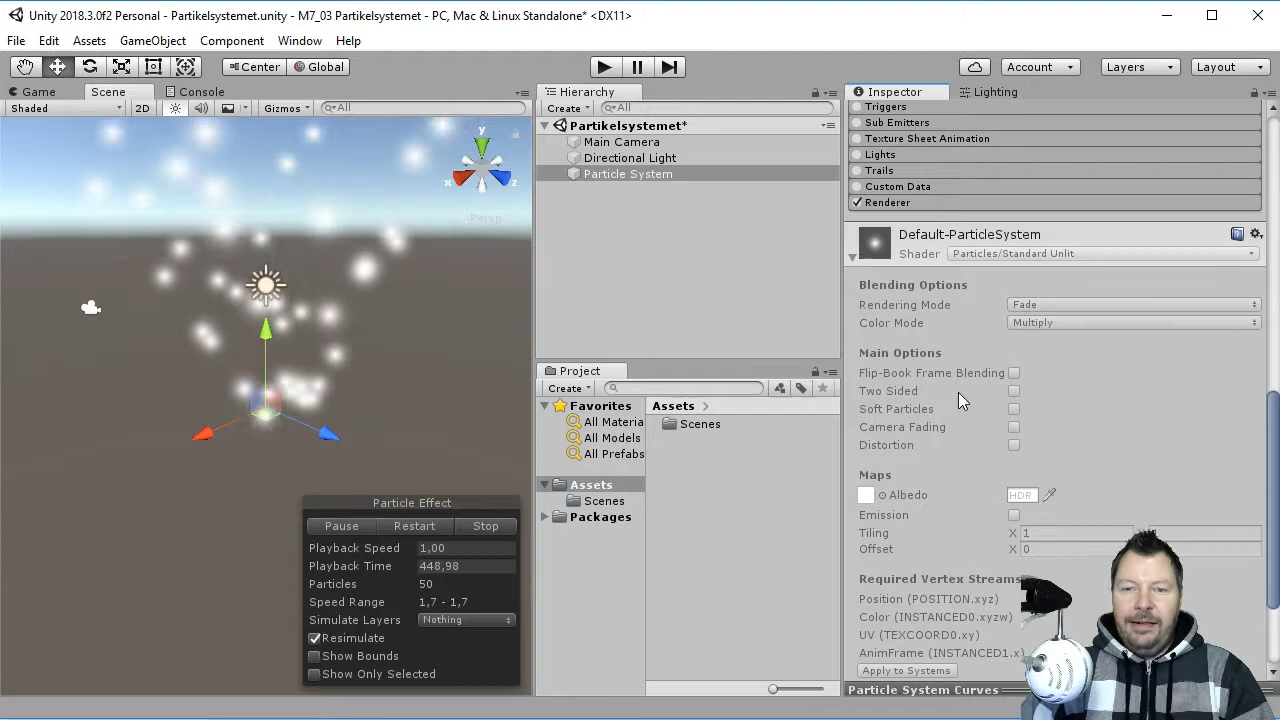 Unity 2018.3.0f2 Personal - Partikelsystemet.unity - M7_03 Partikelsystemet - PC, Mac & Linux Standalone* <DX11>
File Edit Assets GameObject Component Window Help
Center Global Account Layers Layout
Game Scene Console
Shaded 2D Gizmos All
y
x
z
Persp
Particle Effect
Pause Restart Stop
Playback Speed 1,00
Playback Time 448,98
Particles 50
Speed Range 1,7 - 1,7
Simulate Layers Nothing
Resimulate
Show Bounds
Show Only Selected
Hierarchy
Create All
Partikelsystemet*
Main Camera
Directional Light
Particle System
Project
Create
Favorites
All Materia
All Models
All Prefabs
Assets
Scenes
Packages
Assets
Scenes
Inspector Lighting
Triggers
Sub Emitters
Texture Sheet Animation
Lights
Trails
Custom Data
Renderer
Default-ParticleSystem
Shader Particles/Standard Unlit
Blending Options
Rendering Mode Fade
Color Mode Multiply
Main Options
Flip-Book Frame Blending
Two Sided
Soft Particles
Camera Fading
Distortion
Maps
Albedo HDR
Emission
Tiling X 1
Offset X 0
Required Vertex Streams
Position (POSITION.xyz)
Color (INSTANCED0.xyzw)
UV (TEXCOORD0.xy)
AnimFrame (INSTANCED1.x)
Apply to Systems
Particle System Curves